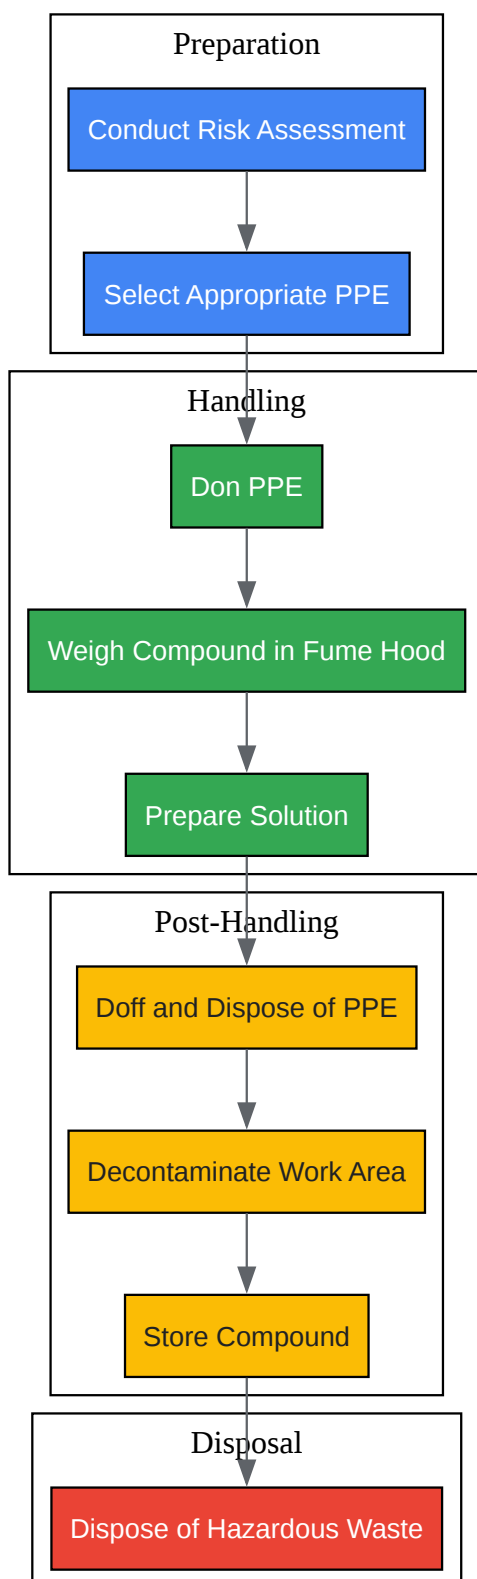 Preparation
Conduct Risk Assessment
Select Appropriate PPE
Handling
Don PPE
Weigh Compound in Fume Hood
Prepare Solution
Post-Handling
Doff and Dispose of PPE
Decontaminate Work Area
Store Compound
Disposal
Dispose of Hazardous Waste